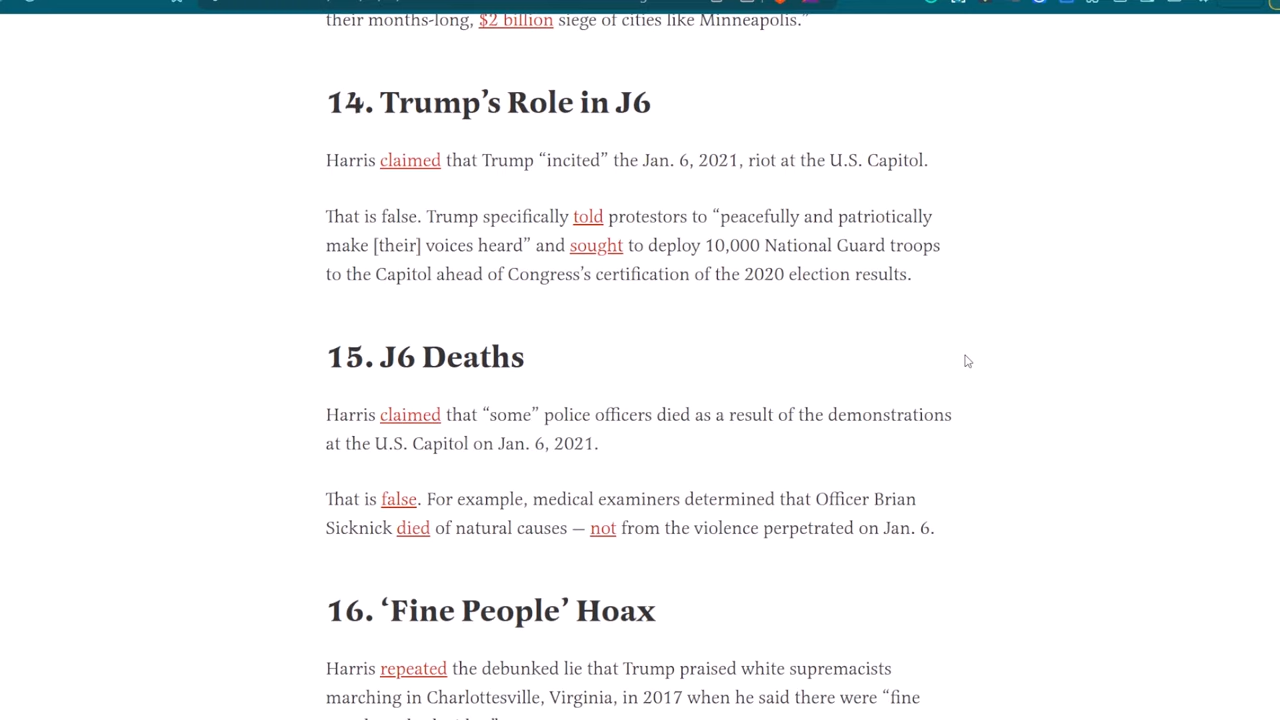 their months-long, $2 billion siege of cities like Minneapolis.”
14. Trump’s Role in J6
Harris claimed that Trump “incited” the Jan. 6, 2021, riot at the U.S. Capitol.
That is false. Trump specifically told protestors to “peacefully and patriotically
make [their] voices heard” and sought to deploy 10,000 National Guard troops
to the Capitol ahead of Congress’s certification of the 2020 election results.
15. J6 Deaths
Harris claimed that “some” police officers died as a result of the demonstrations
at the U.S. Capitol on Jan. 6, 2021.
That is false. For example, medical examiners determined that Officer Brian
Sicknick died of natural causes — not from the violence perpetrated on Jan. 6.
16. ‘Fine People’ Hoax
Harris repeated the debunked lie that Trump praised white supremacists
marching in Charlottesville, Virginia, in 2017 when he said there were “fine